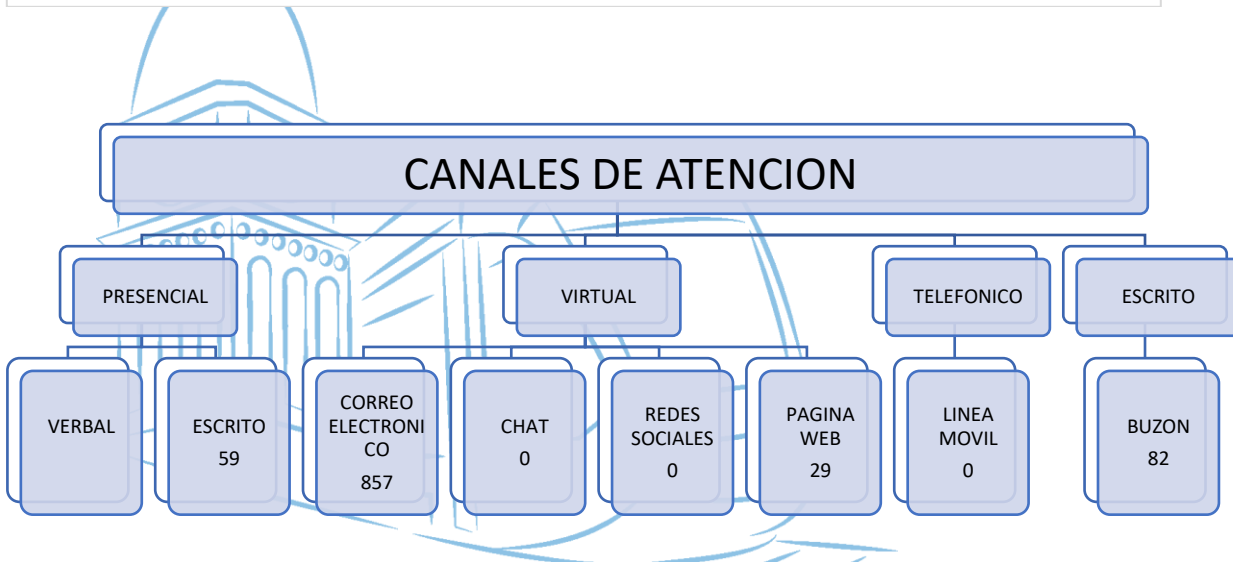 CANALES DE ATENCION
PRESENCIAL
VIRTUAL
TELEFONICO
ESCRITO
VERBAL
ESCRITO
59
CORREO
ELECTRONI
CO
857
CHAT
0
REDES
SOCIALES
0
PAGINA
WEB
29
LINEA
MOVIL
0
BUZON
82